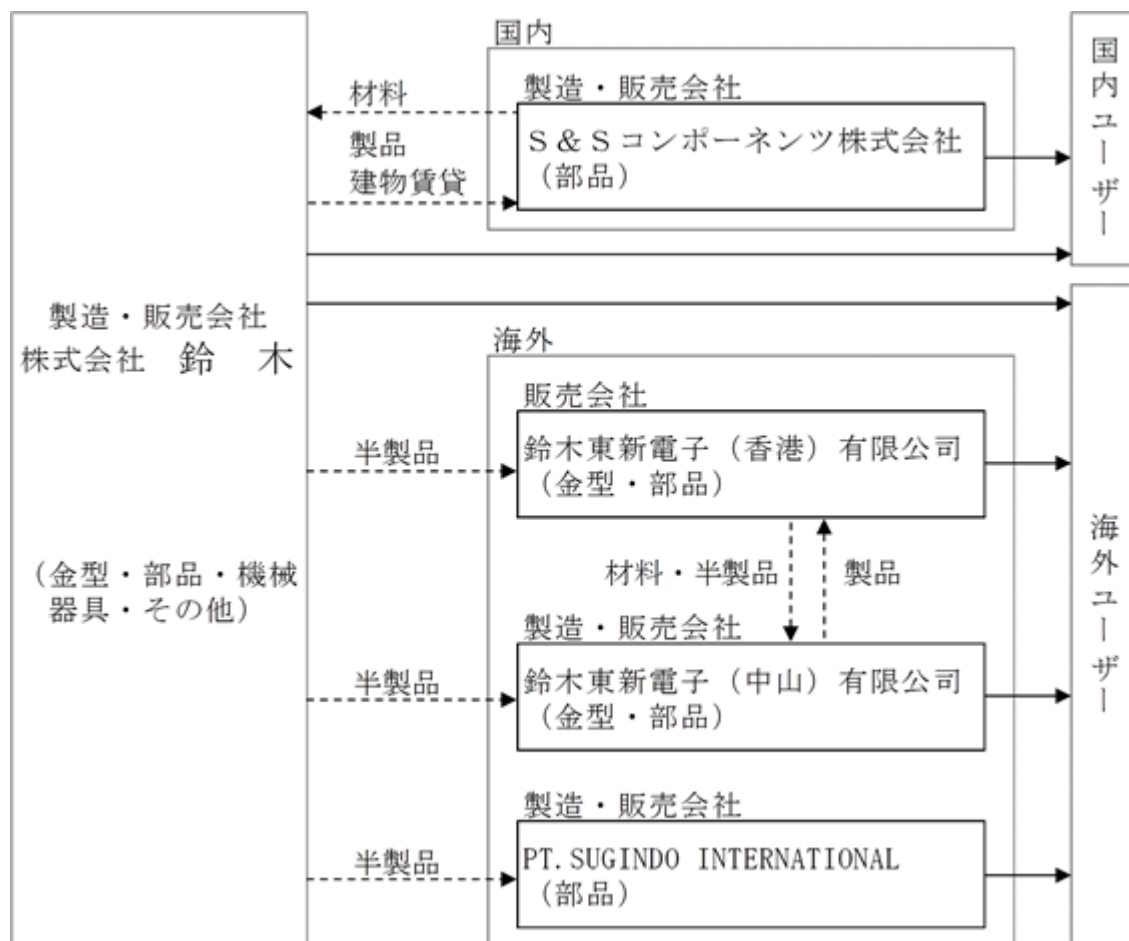 国内
製造・販売会社
S＆Sコンポーネンツ株式会社
（部品）
材料
製品
建物賃貸
国内ユーザー
製造・販売会社
株式会社 鈴 木
（金型・部品・機械
器具・その他）
海外
販売会社
鈴木東新電子（香港）有限公司
（金型・部品）
半製品
材料・半製品
製品
製造・販売会社
鈴木東新電子（中山）有限公司
（金型・部品）
半製品
製造・販売会社
PT.SUGINDO INTERNATIONAL
（部品）
半製品
海外ユーザー